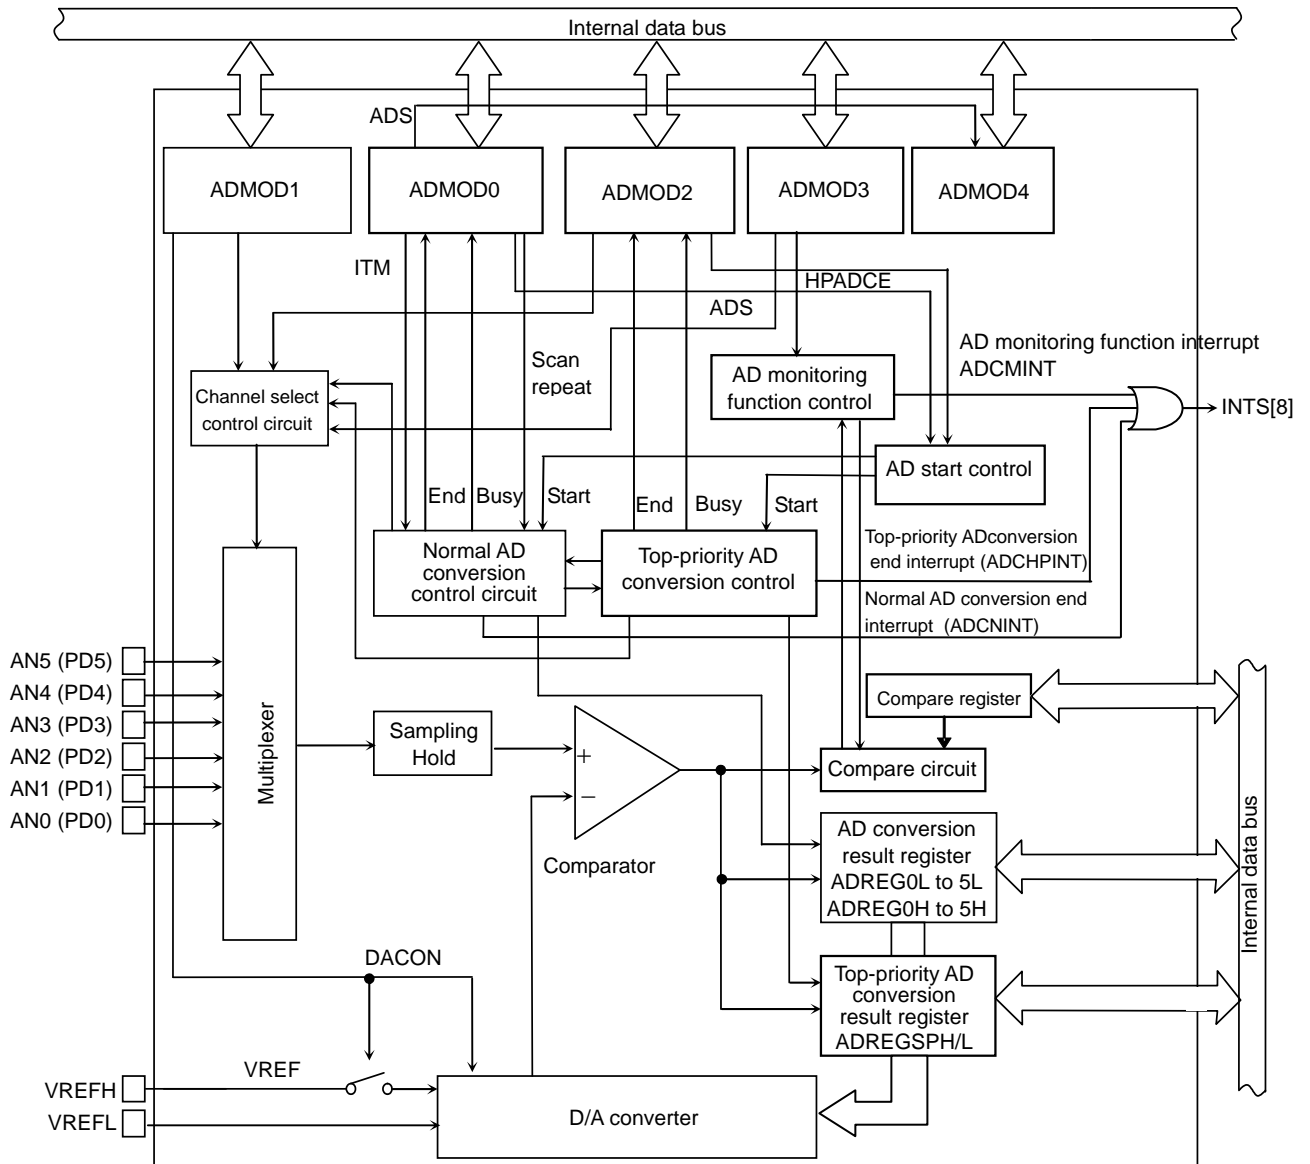 Internal data bus
ADS
ADMOD1
ADMOD0
ADMOD2
ADMOD3
ADMOD4
ITM
HPADCE
ADS
Scan
repeat
AD monitoring function interrupt
ADCMINT
Channel select
control circuit
AD monitoring
function control
INTS[8]
AD start control
End
Busy
Start
End
Busy
Start
Normal AD
conversion
control circuit
Top-priority AD
conversion control
Top-priority ADconversion
end interrupt (ADCHPINT)
Normal AD conversion end
interrupt (ADCNINT)
AN5 (PD5)
AN4 (PD4)
AN3 (PD3)
AN2 (PD2)
AN1 (PD1)
AN0 (PD0)
Multiplexer
Sampling
Hold
+
−
Comparator
Compare register
Compare circuit
AD conversion
result register
ADREG0L to 5L
ADREG0H to 5H
Internal data bus
DACON
Top-priority AD
conversion
result register
ADREGSPH/L
VREF
VREFH
VREFL
D/A converter